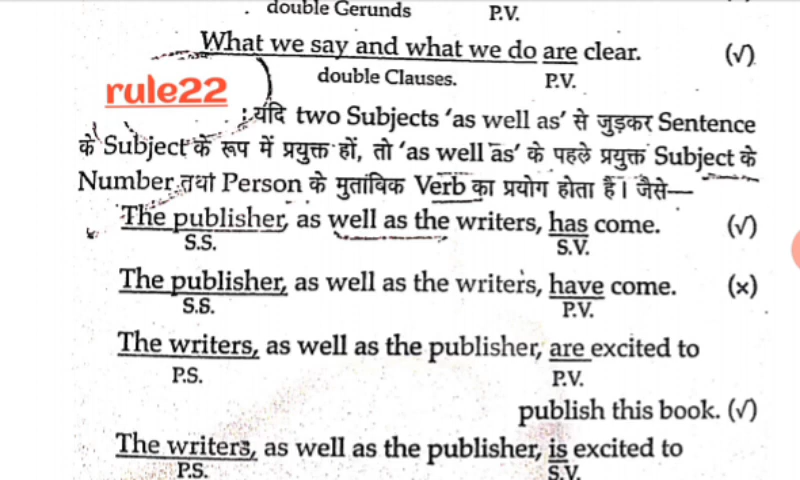 double Gerunds P.V.
What we say and what we do are clear. (√)
double Clauses. P.V.
rule22
: यदि two Subjects 'as well as' से जुड़कर Sentence
के Subject के रूप में प्रयुक्त हों, तो 'as well as' के पहले प्रयुक्त Subject के
Number तथा Person के मुताबिक Verb का प्रयोग होता है। जैसे—
The publisher, as well as the writers, has come. (√)
S.S. S.V.
The publisher, as well as the writers, have come. (×)
S.S. P.V.
The writers, as well as the publisher, are excited to
P.S. P.V.
publish this book. (√)
The writers, as well as the publisher, is excited to
P.S. S.V.